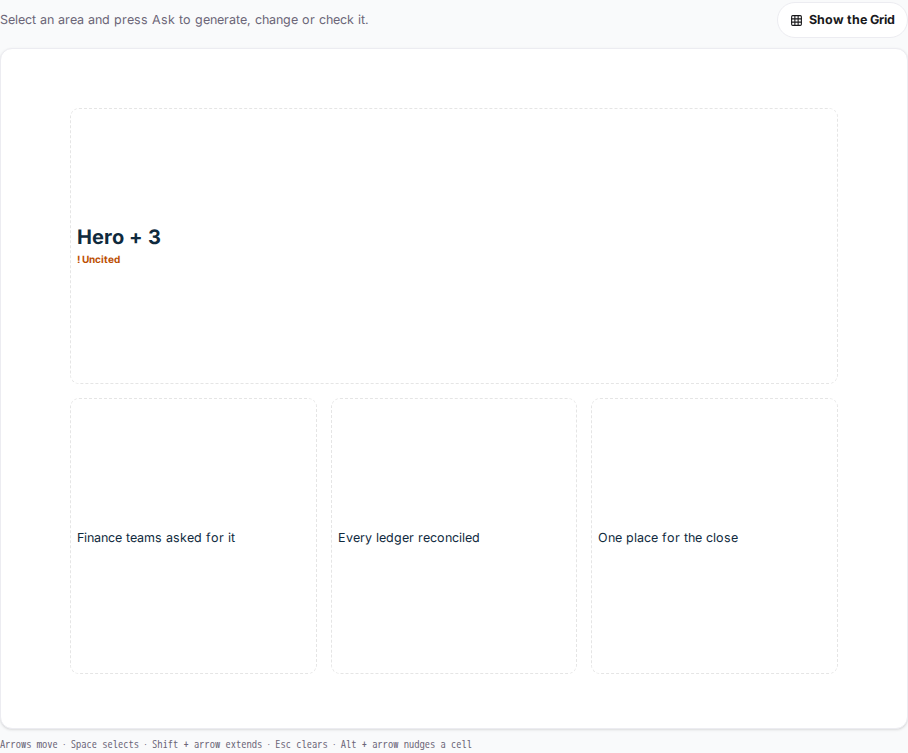 Select an area and press Ask to generate, change or check it.
Show the Grid
Hero + 3
! Uncited
Finance teams asked for it
Every ledger reconciled
One place for the close
Arrows move · Space selects · Shift + arrow extends · Esc clears · Alt + arrow nudges a cell